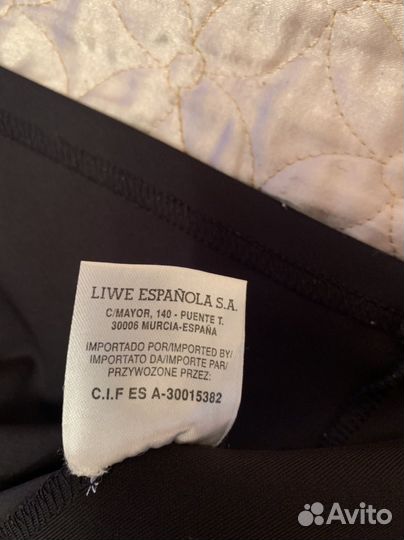 LIWE ESPAÑOLA S.A.
C/MAYOR, 140 - PUENTE T.
30006 MURCIA-ESPAÑA
IMPORTADO POR/IMPORTED BY/
IMPORTATO DA/IMPORTE PAR/
PRZYWOZONE PRZEZ:
C.I.F ES A-30015382
Avito